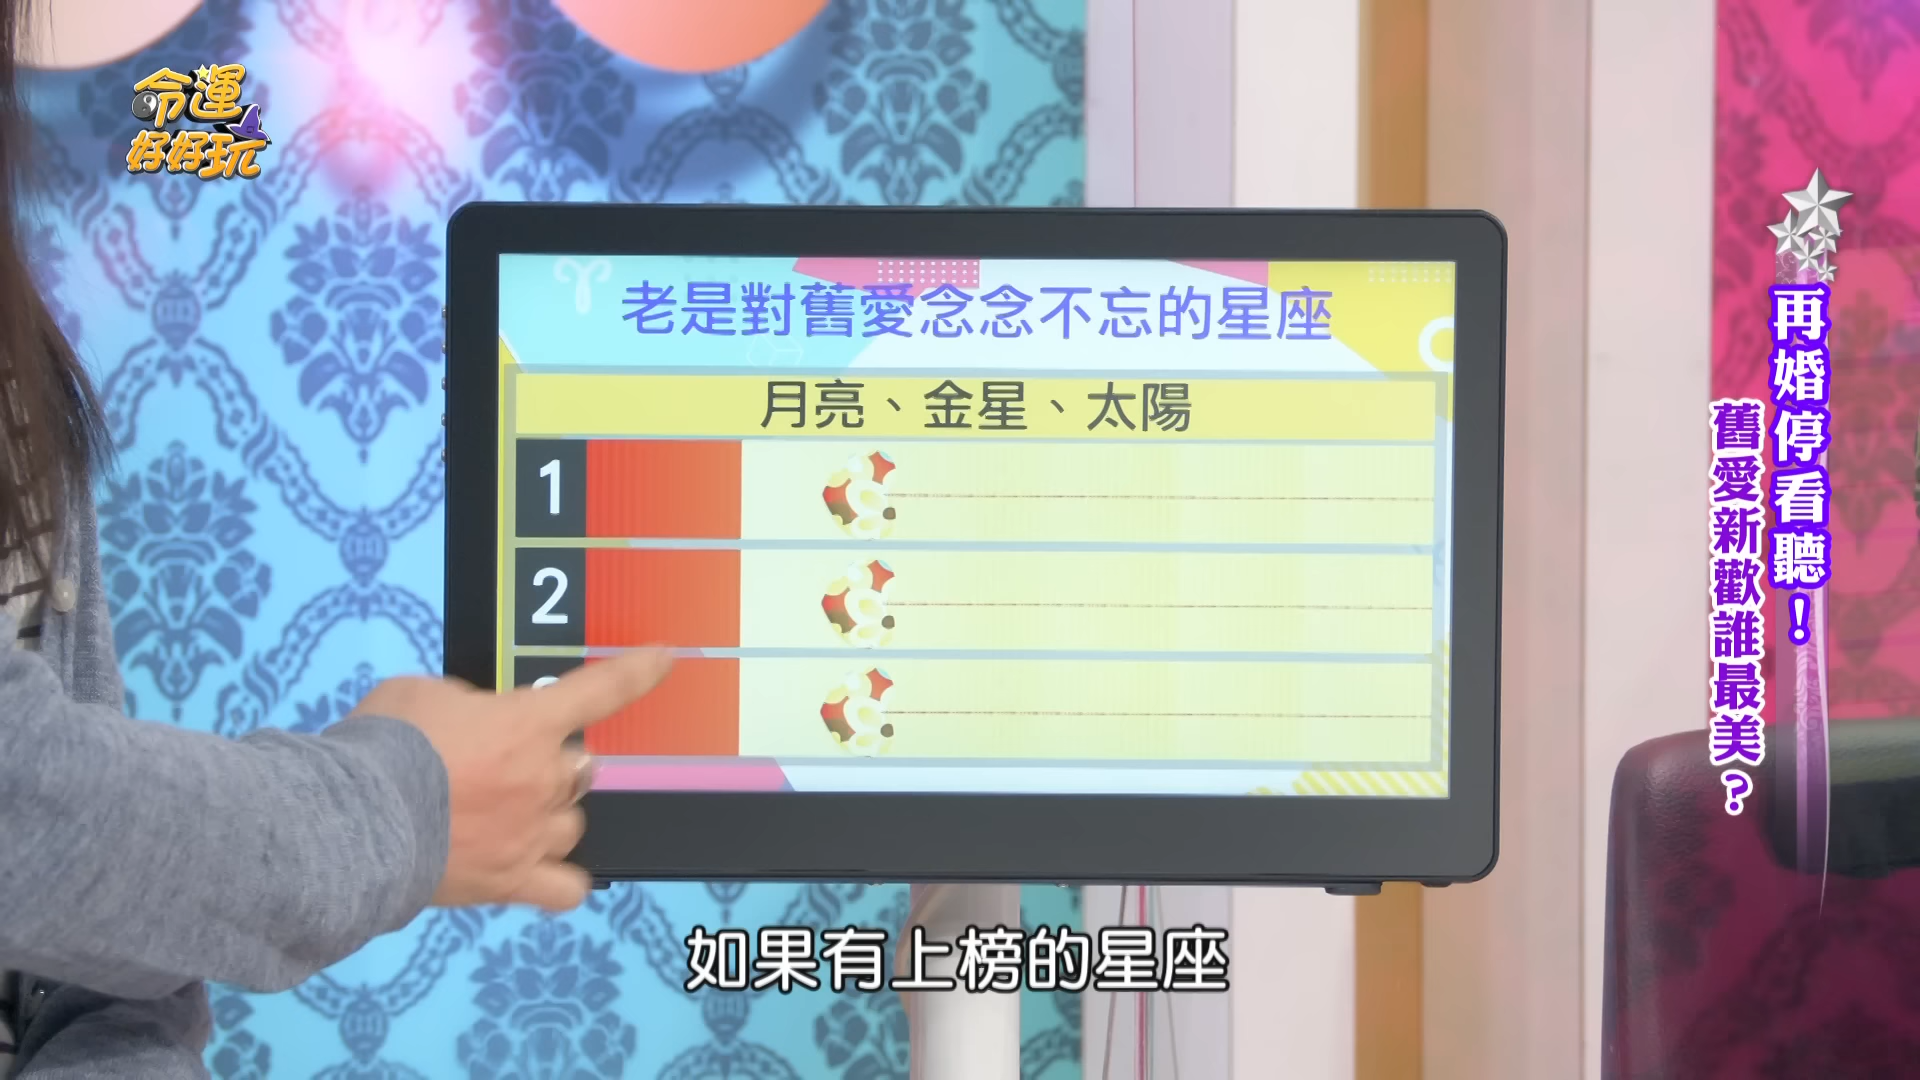 命運
好好玩
老是對舊愛念念不忘的星座
月亮、金星、太陽
1
2
再婚停看聽！
舊愛新歡誰最美？
如果有上榜的星座